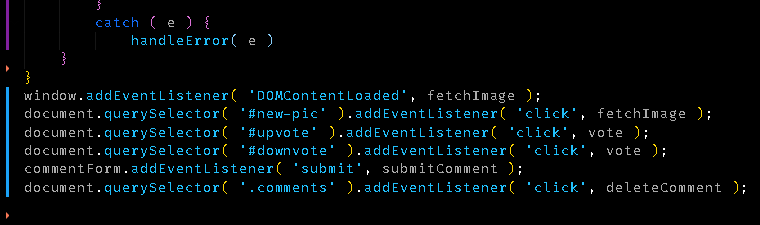 }
catch ( e ) {
handleError( e )
}
}
window.addEventListener( 'DOMContentLoaded', fetchImage );
document.querySelector( '#new-pic' ).addEventListener( 'click', fetchImage );
document.querySelector( '#upvote' ).addEventListener( 'click', vote );
document.querySelector( '#downvote' ).addEventListener( 'click', vote );
commentForm.addEventListener( 'submit', submitComment );
document.querySelector( '.comments' ).addEventListener( 'click', deleteComment );